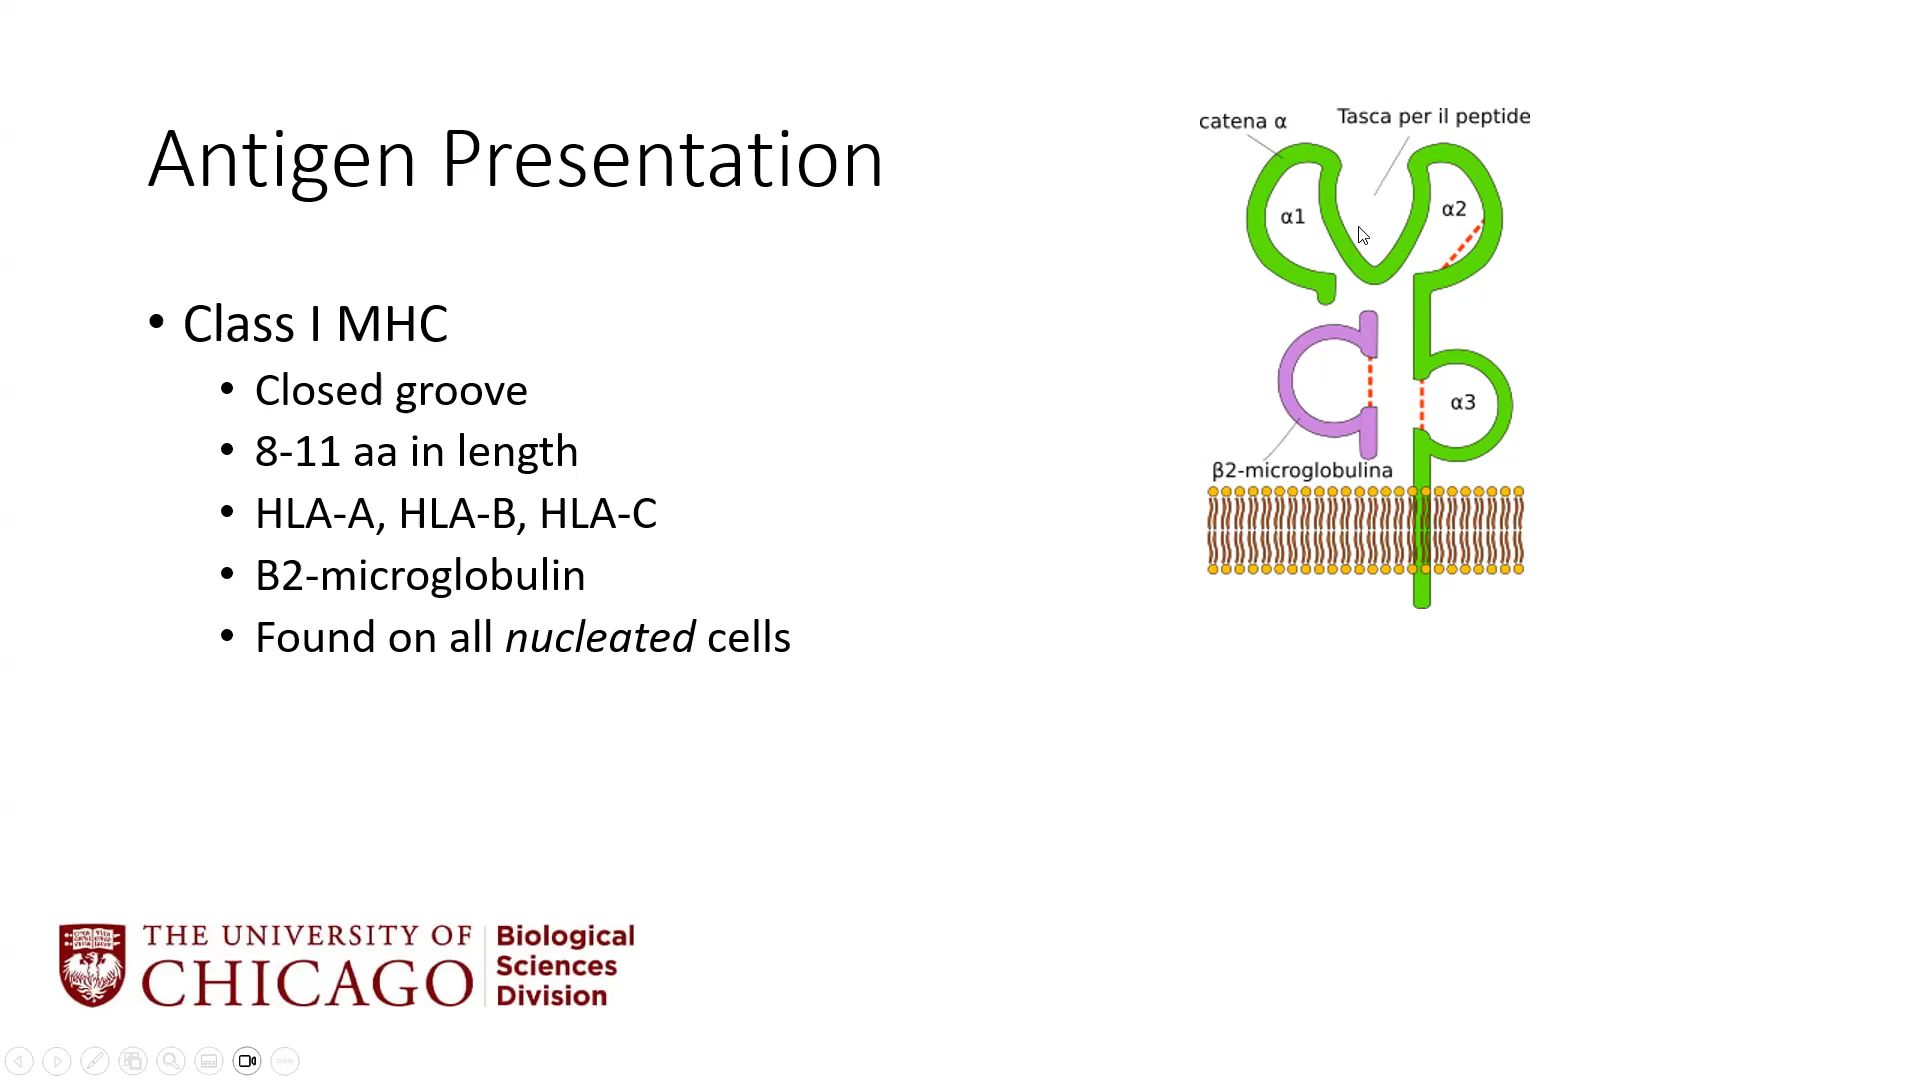 Antigen Presentation
• Class I MHC
• Closed groove
• 8-11 aa in length
• HLA-A, HLA-B, HLA-C
• B2-microglobulin
• Found on all nucleated cells
catena α
Tasca per il peptide
α1
α2
α3
β2-microglobulina
THE UNIVERSITY OF
CHICAGO
Biological
Sciences
Division